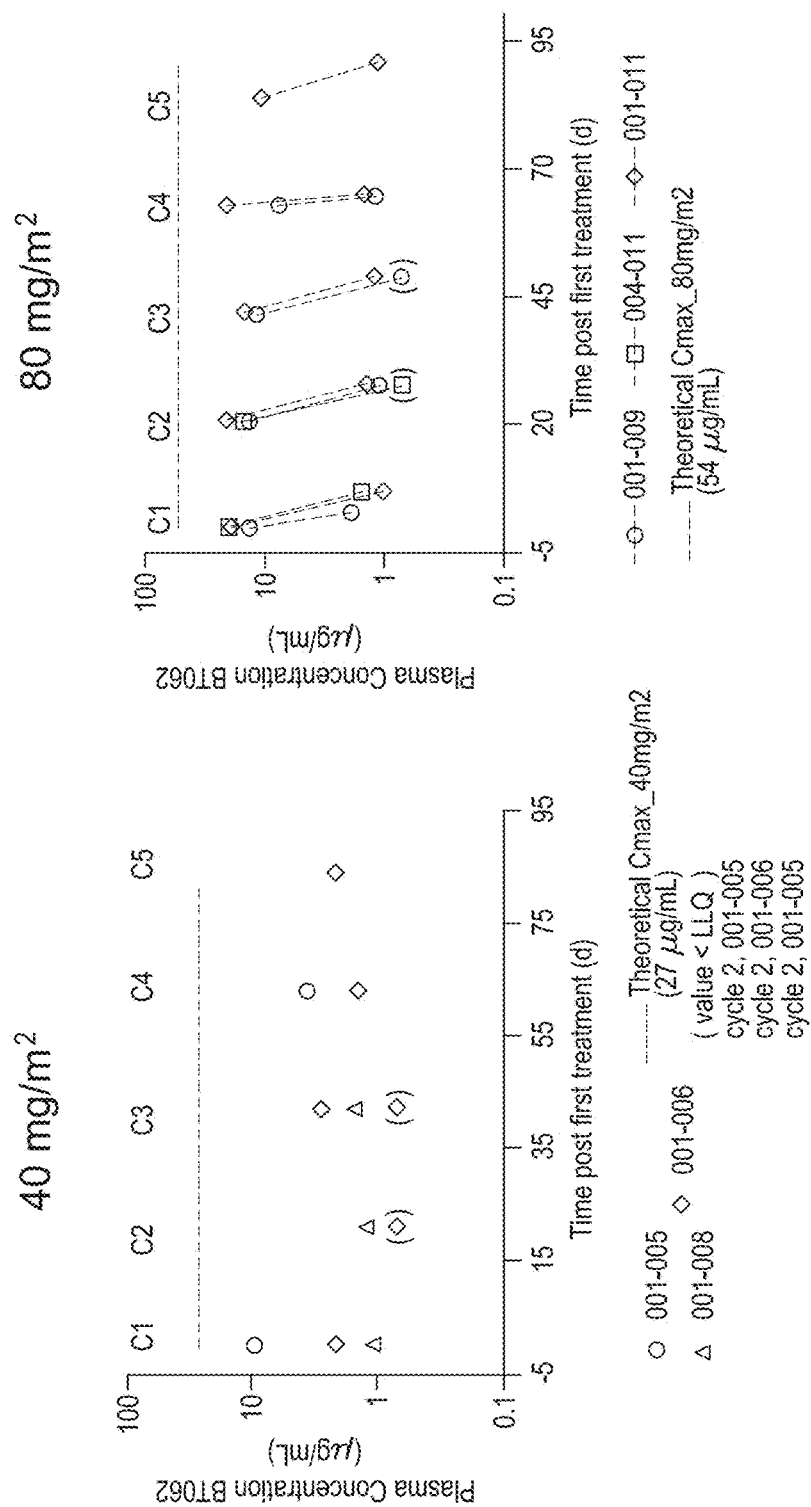 40 mg/m²
C1 C2 C3 C4 C5
100
10
1
0.1
Plasma Concentration BT062
(μg/mL)
( ) ( )
-5 15 35 55 75 95
Time post first treatment (d)
001-005
001-006
001-008
Theoretical Cmax_40mg/m2
(27 μg/mL)
( value < LLQ )
cycle 2, 001-005
cycle 2, 001-006
cycle 2, 001-005
80 mg/m²
C1 C2 C3 C4 C5
100
10
1
0.1
Plasma Concentration BT062
(μg/mL)
( ) ( )
-5 20 45 70 95
Time post first treatment (d)
001-009 004-011 001-011
Theoretical Cmax_80mg/m2
(54 μg/mL)